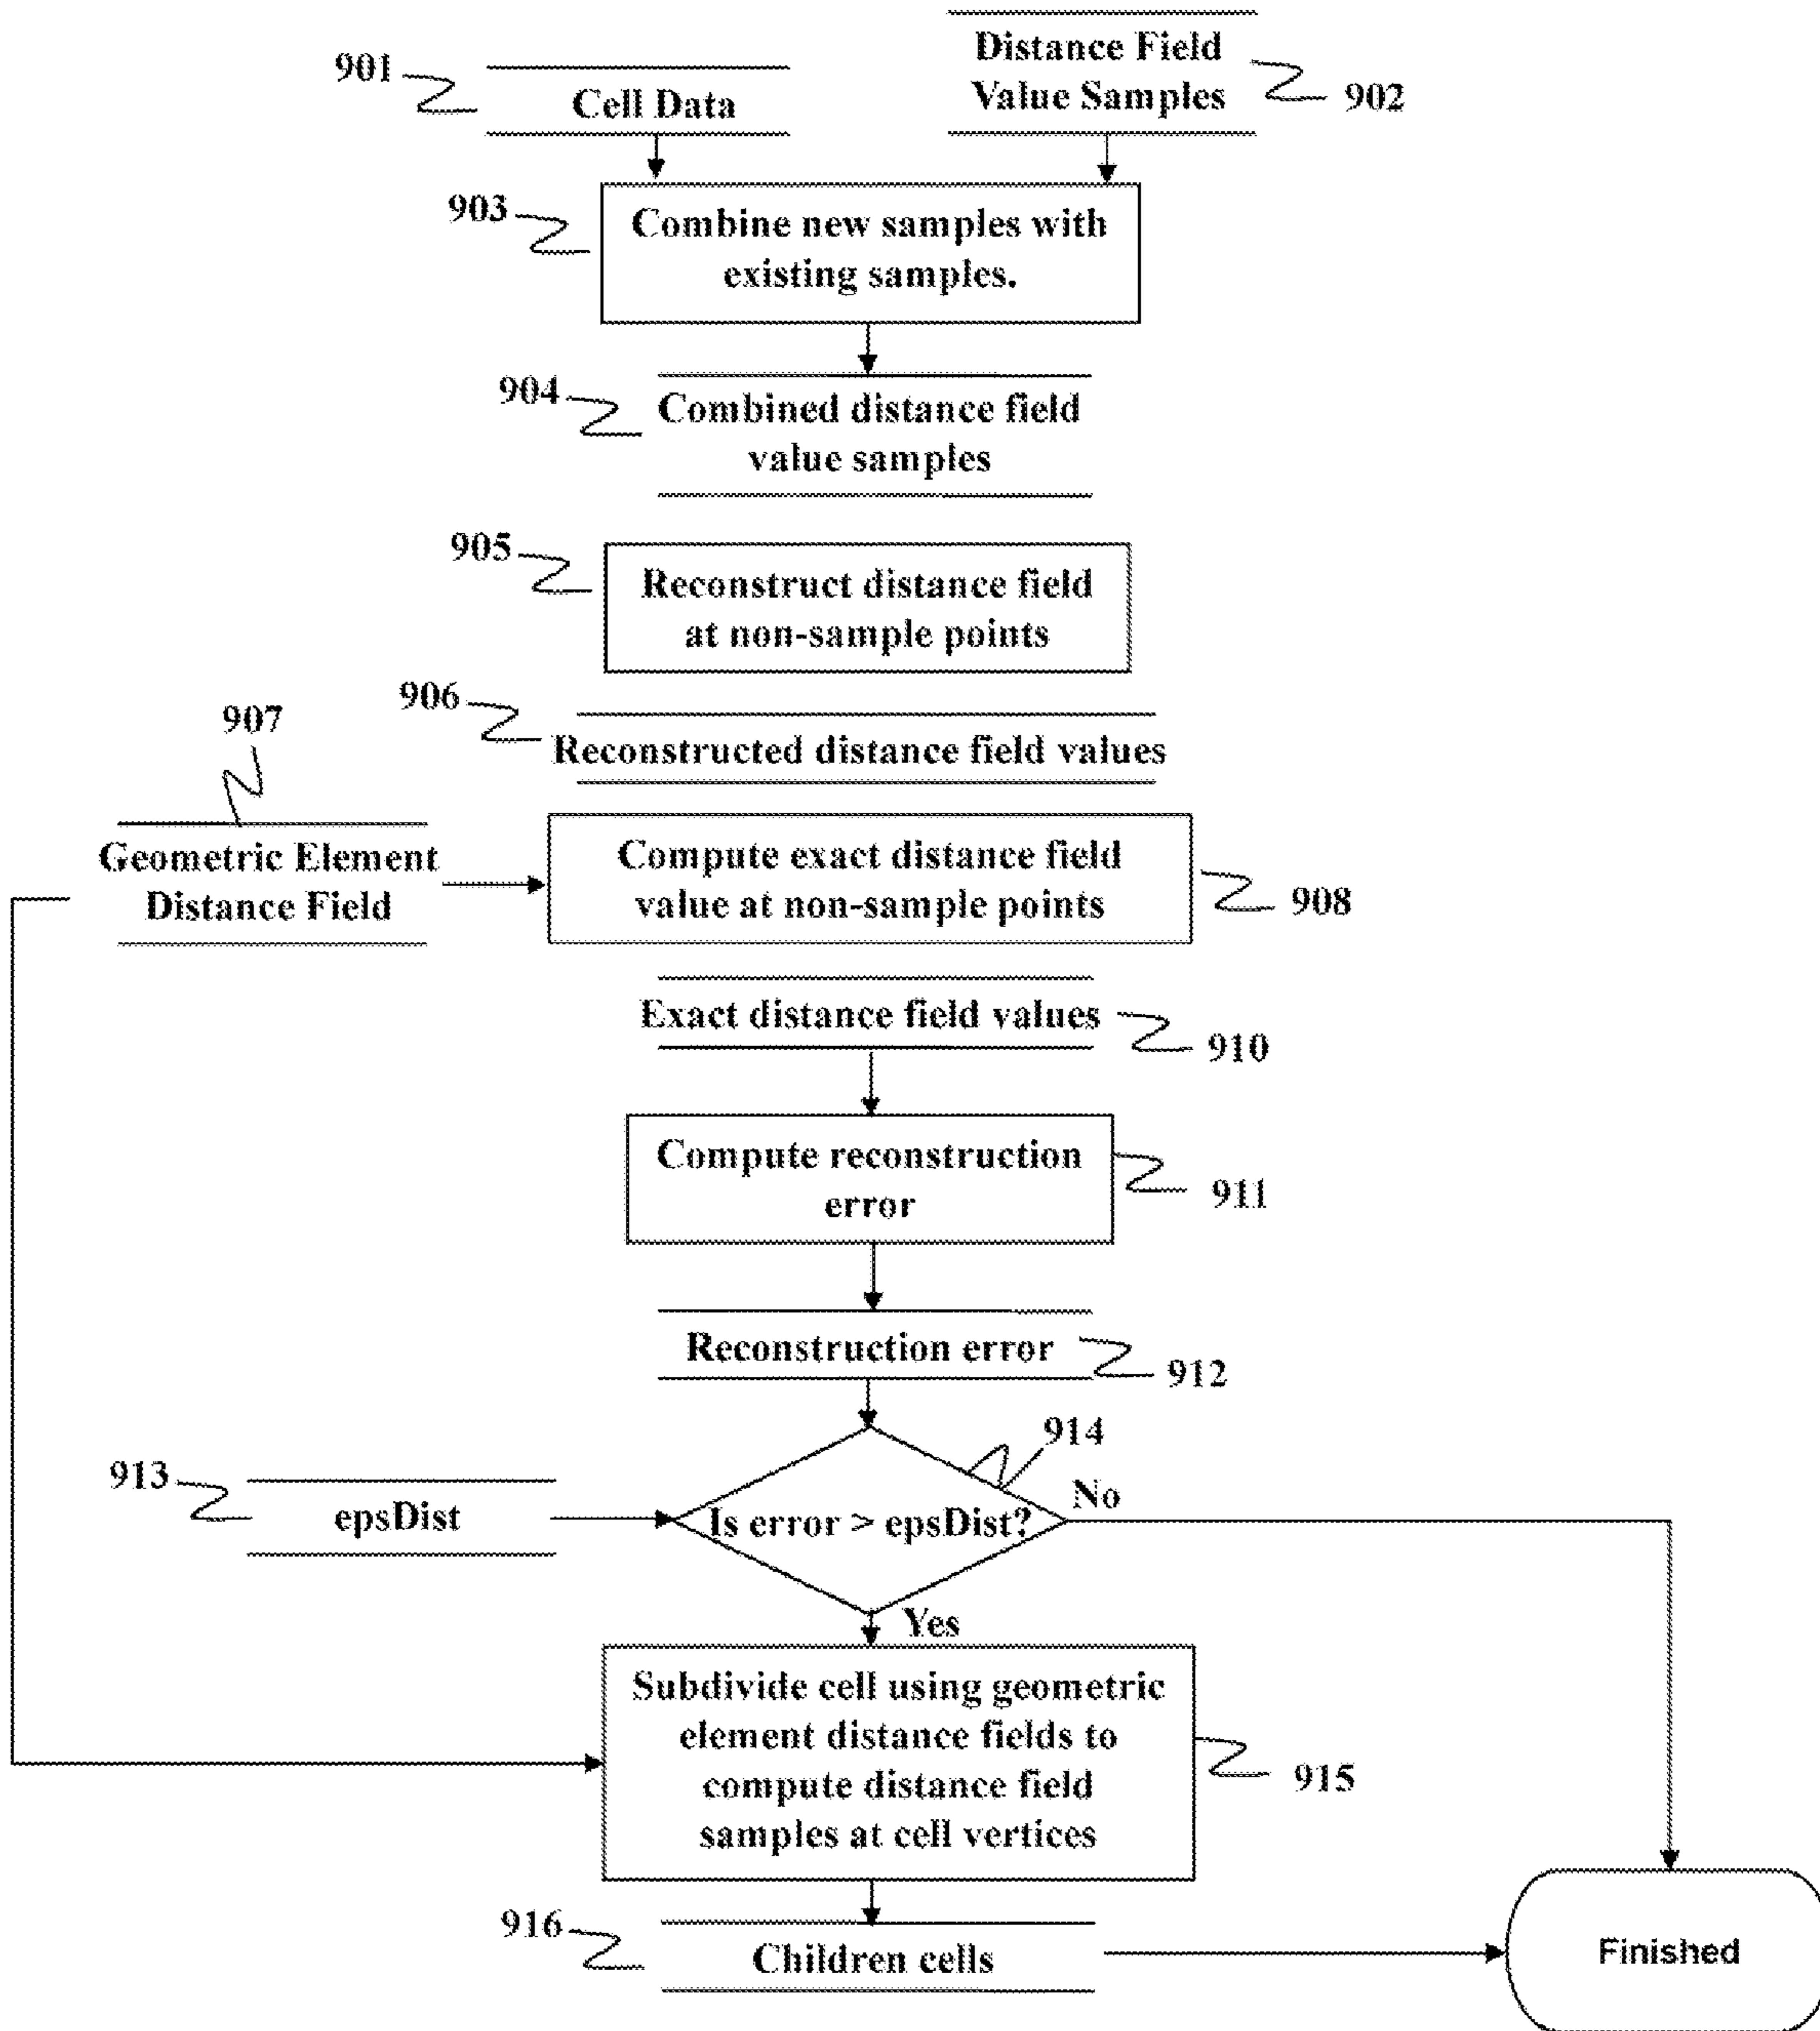 901
Cell Data
Distance Field
Value Samples
902
903
Combine new samples with
existing samples.
904
Combined distance field
value samples
905
Reconstruct distance field
at non-sample points
906
Reconstructed distance field values
907
Geometric Element
Distance Field
Compute exact distance field
value at non-sample points
908
Exact distance field values
910
Compute reconstruction
error
911
Reconstruction error
912
913
epsDist
914
Is error > epsDist?
No
Yes
Subdivide cell using geometric
element distance fields to
compute distance field
samples at cell vertices
915
916
Children cells
Finished